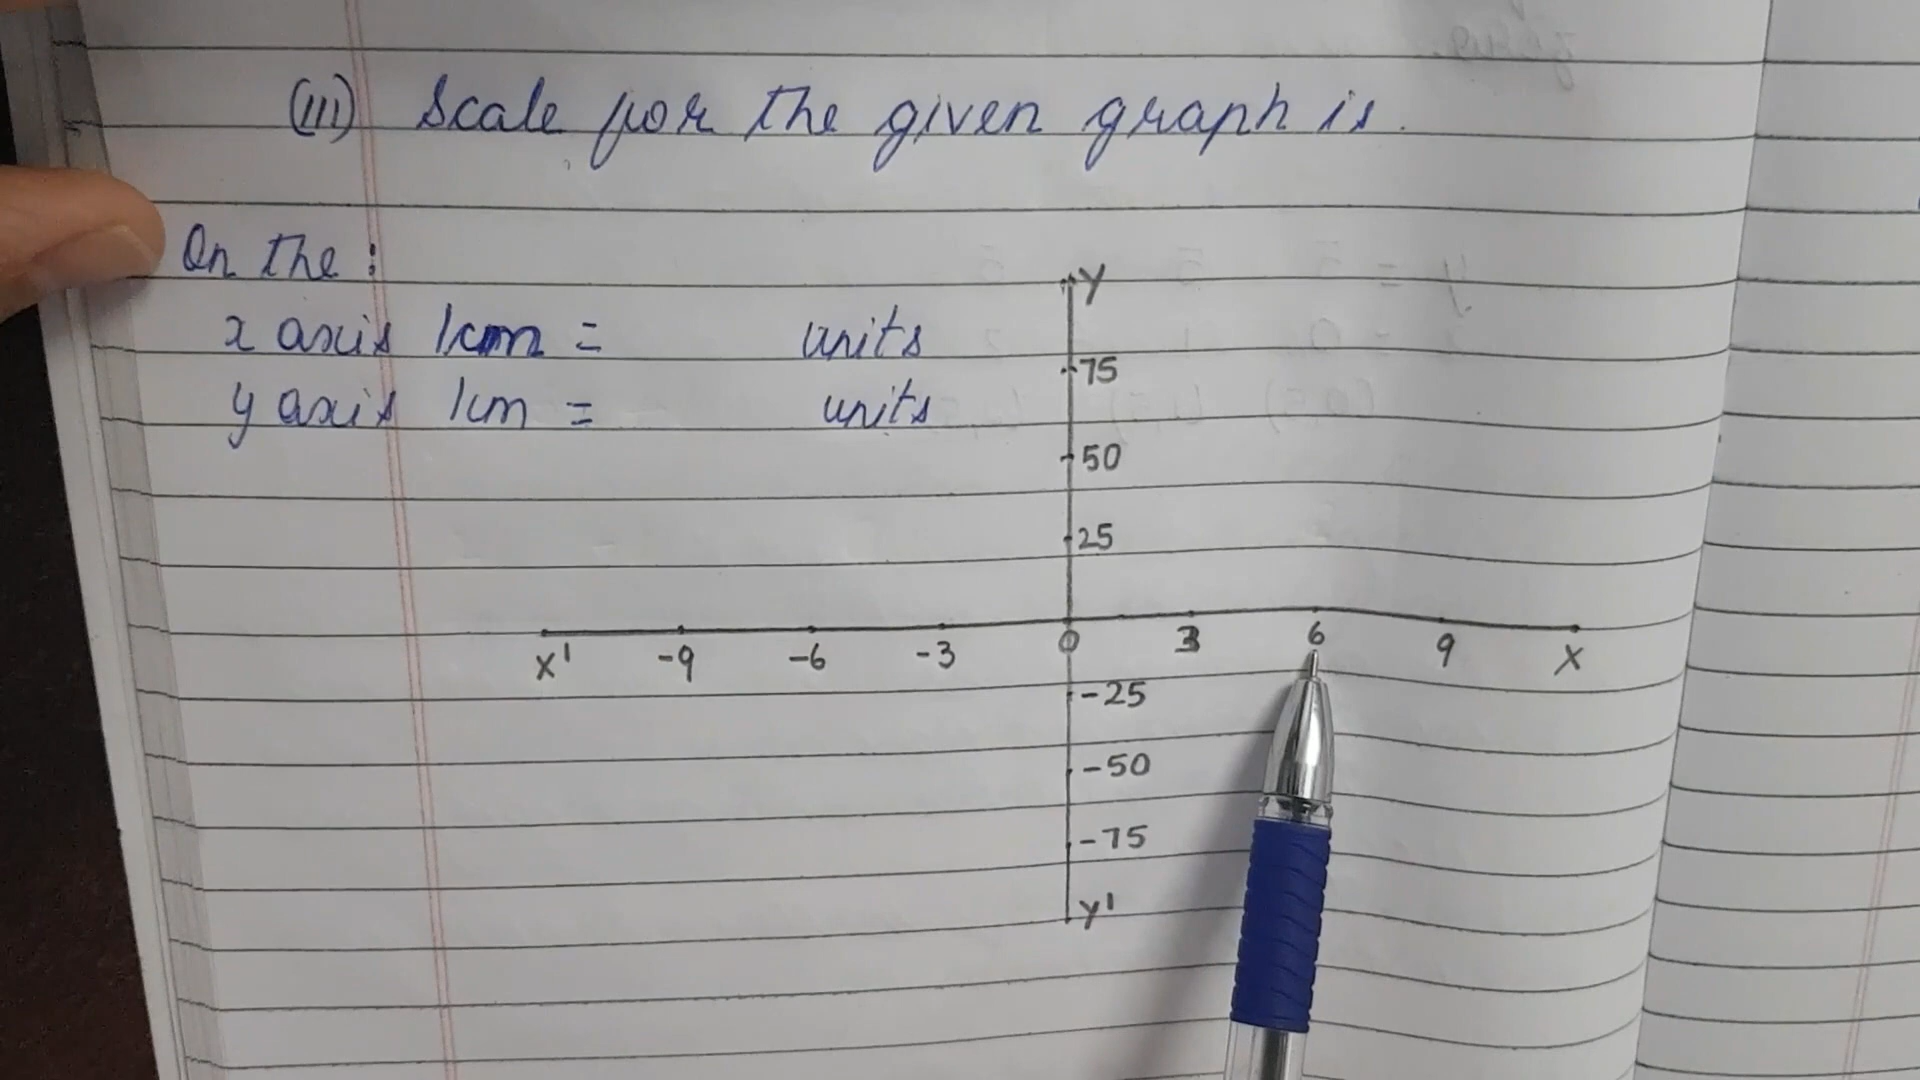 (III) Scale for the given graph is.
On the :
x axis 1cm = units
y axis 1cm = units
Y
75
50
25
X' -9 -6 -3 0 3 6 9 X
-25
-50
-75
Y'